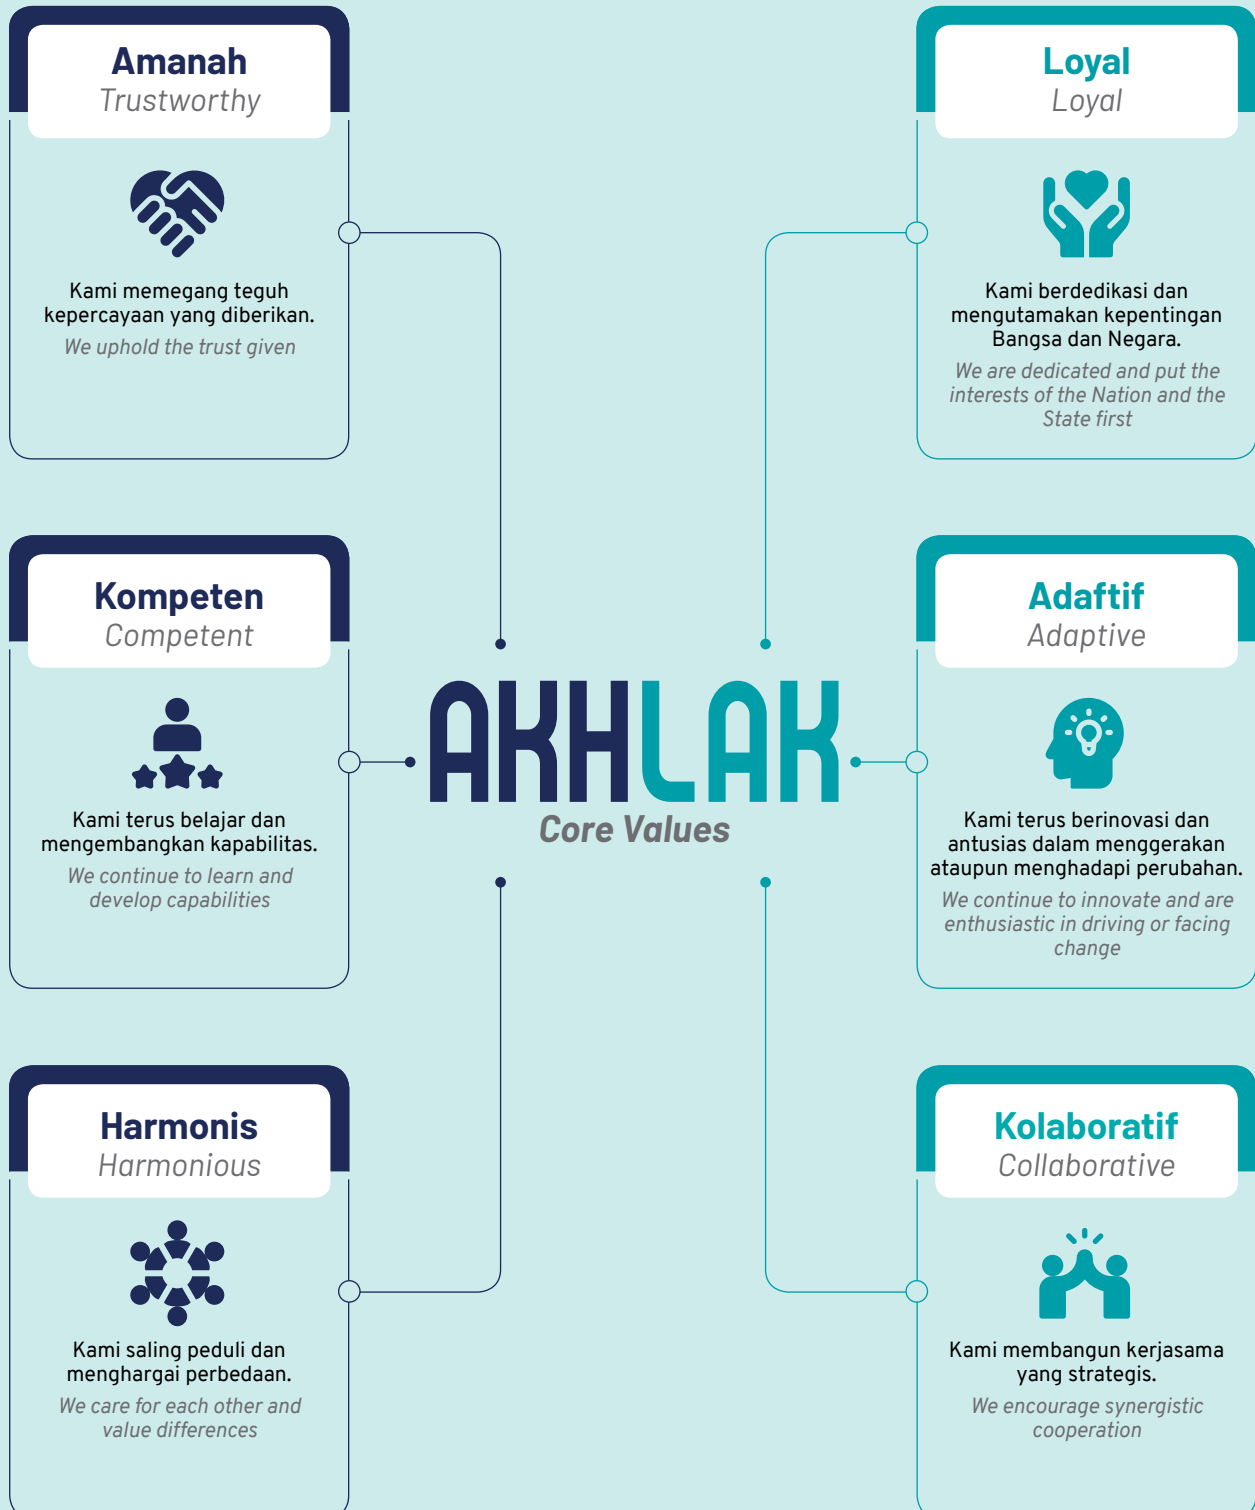 Amanah
Trustworthy
Kami memegang teguh
kepercayaan yang diberikan.
We uphold the trust given
Kompeten
Competent
Kami terus belajar dan
mengembangkan kapabilitas.
We continue to learn and
develop capabilities
Harmonis
Harmonious
Kami saling peduli dan
menghargai perbedaan.
We care for each other and
value differences
AKHLAK
Core Values
Loyal
Loyal
Kami berdedikasi dan
mengutamakan kepentingan
Bangsa dan Negara.
We are dedicated and put the
interests of the Nation and the
State first
Adaftif
Adaptive
Kami terus berinovasi dan
antusias dalam menggerakan
ataupun menghadapi perubahan.
We continue to innovate and are
enthusiastic in driving or facing
change
Kolaboratif
Collaborative
Kami membangun kerjasama
yang strategis.
We encourage synergistic
cooperation